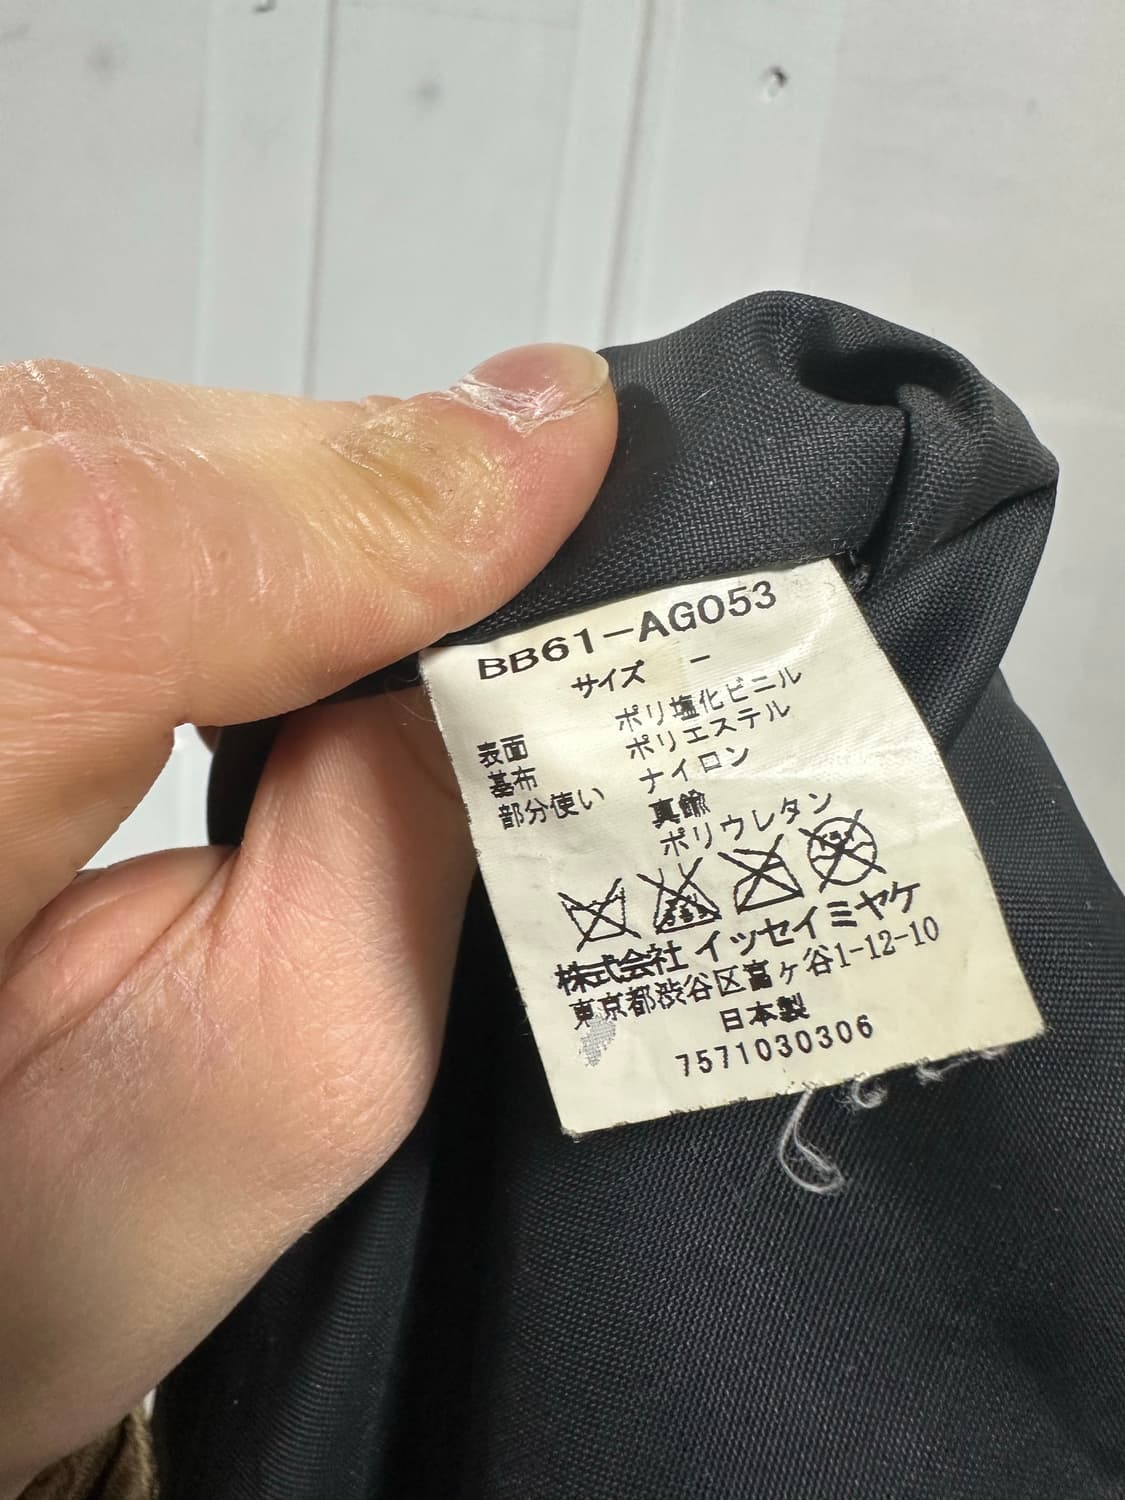 BB61-AG053
サイズ -
表面 ポリ塩化ビニル
基布 ポリエステル
部分使い ナイロン
真鍮
ポリウレタン
株式会社 イッセイミヤケ
東京都渋谷区富ヶ谷1-12-10
日本製
7571030306